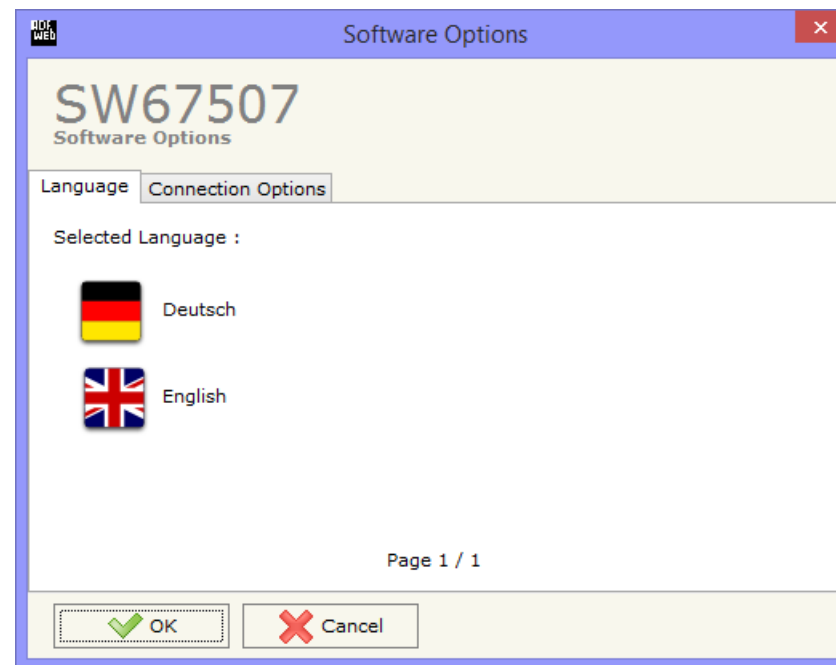 ADF
WEB
Software Options
SW67507
Software Options
Language
Connection Options
Selected Language :
Deutsch
English
Page 1 / 1
OK
Cancel